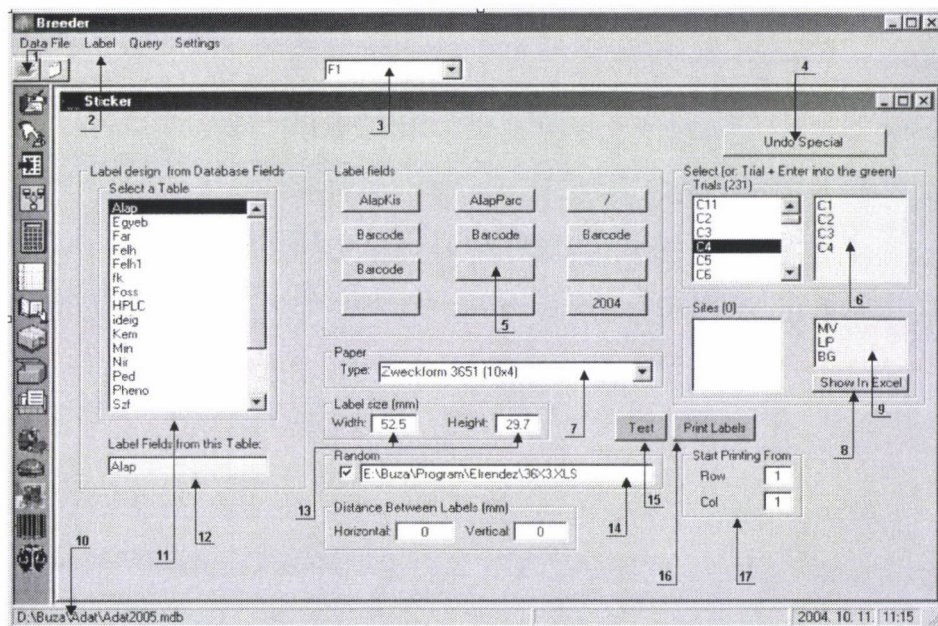 Breeder
Data File Label Query Settings
1
F1
4
Sticker
2
3
Undo Special
Label design from Database Fields
Select a Table
Alap
Egyeb
Far
Felh
Felh1
fk
Foss
HPLC
ideig
Kem
Min
Nir
Ped
Pheno
Szf
Label Fields from this Table:
Alap
Label fields
AlapKis AlapParc /
Barcode Barcode Barcode
Barcode
2004
5
Paper
Type: Zweckform 3651 (10x4)
Label size (mm)
Width: 52.5 Height: 29.7
7
Random
E:\Buza\Program\Elrendez\36X3.XLS
Distance Between Labels (mm)
Horizontal: 0 Vertical: 0
Select (or: Trial + Enter into the green)
Trials (231)
C11
C2
C3
C4
C5
C6
C1
C2
C3
C4
6
Sites (0)
MV
LP
BG
Show In Excel
8
9
Test Print Labels
Start Printing From
Row 1
Col 1
10
11
12
13
14
15
16
17
D:\Buza\Adat\Adat2005.mdb
2004. 10. 11. 11:15